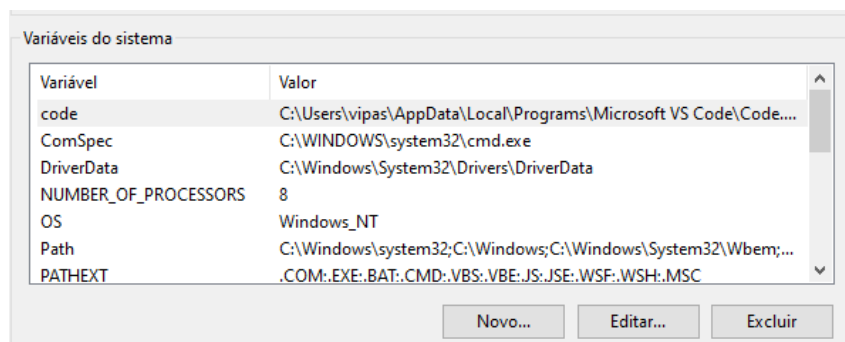 Variáveis do sistema
Variável Valor
code C:\Users\vipas\AppData\Local\Programs\Microsoft VS Code\Code....
ComSpec C:\WINDOWS\system32\cmd.exe
DriverData C:\Windows\System32\Drivers\DriverData
NUMBER_OF_PROCESSORS 8
OS Windows_NT
Path C:\Windows\system32;C:\Windows;C:\Windows\System32\Wbem;...
PATHEXT .COM;.EXE;.BAT;.CMD;.VBS;.VBE;.JS;.JSE;.WSF;.WSH;.MSC
Novo... Editar... Excluir